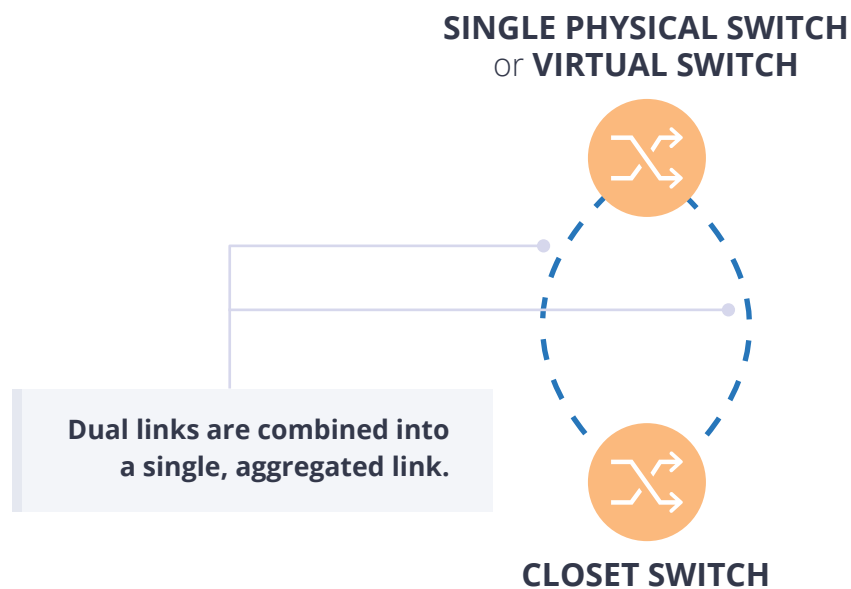 SINGLE PHYSICAL SWITCH
or VIRTUAL SWITCH
Dual links are combined into
a single, aggregated link.
CLOSET SWITCH